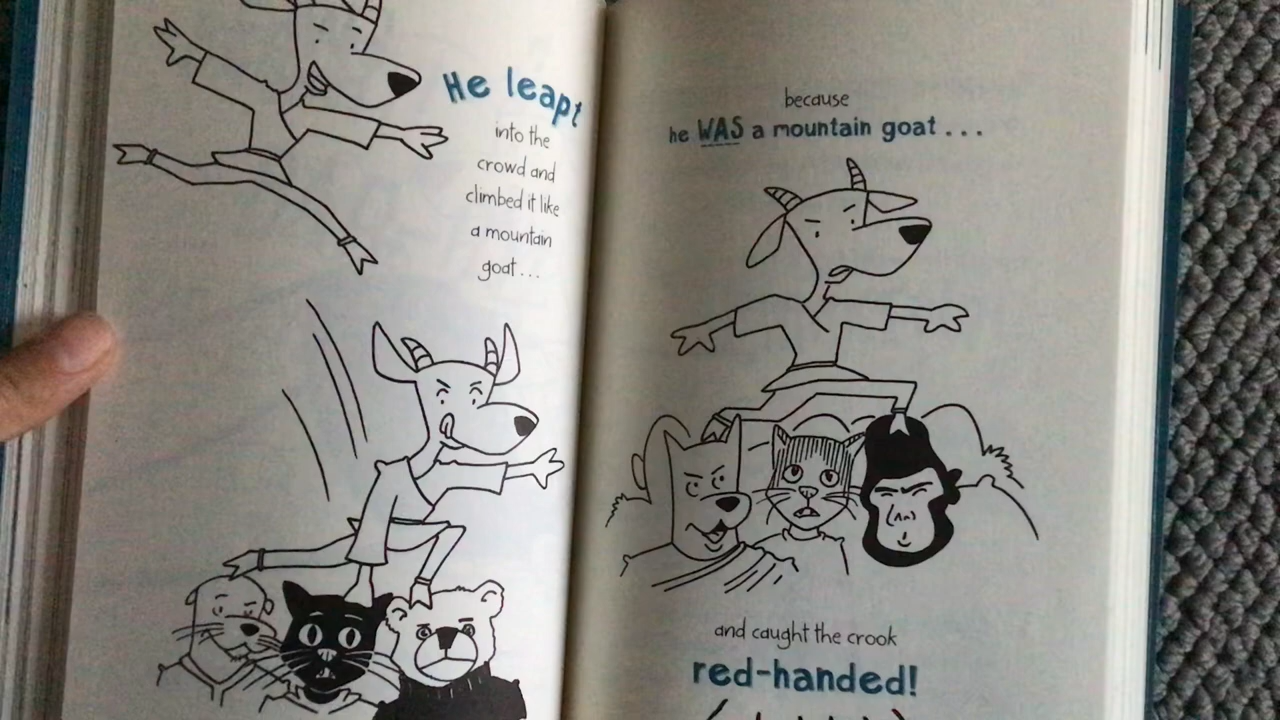 He leapt
into the
crowd and
climbed it like
a mountain
goat...
because
he WAS a mountain goat...
and caught the crook
red-handed!